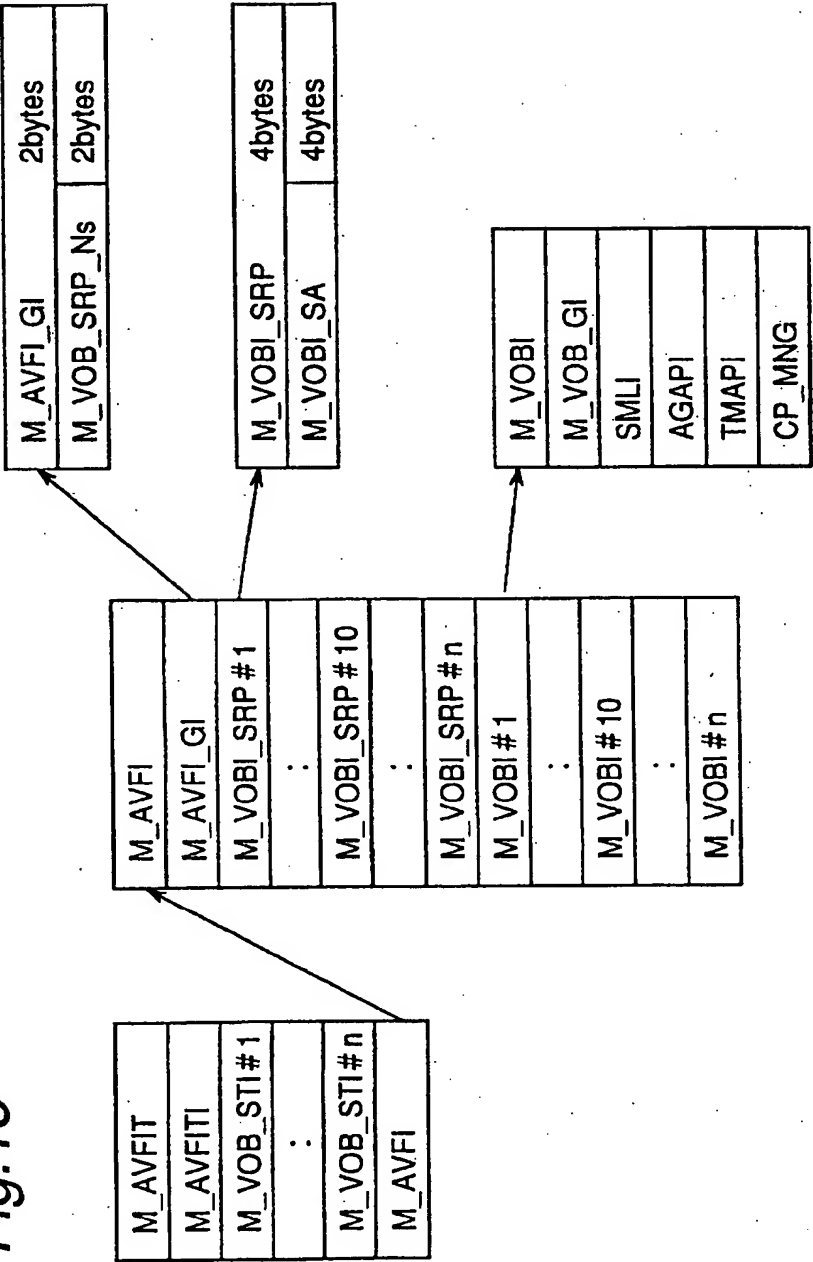 M_AVFIT
M_AVFITI
M_VOB_STI#1
:
M_VOB_STI#n
M_AVFI
M_AVFI
M_AVFI_GI
M_VOBI_SRP#1
:
M_VOBI_SRP#10
:
M_VOBI_SRP#n
M_VOBI#1
:
M_VOBI#10
:
M_VOBI#n
M_AVFI_GI 2bytes
M_VOB_SRP_Ns 2bytes
M_VOBI_SRP 4bytes
M_VOBI_SA 4bytes
M_VOBI
M_VOB_GI
SMLI
AGAPI
TMAPI
CP_MNG